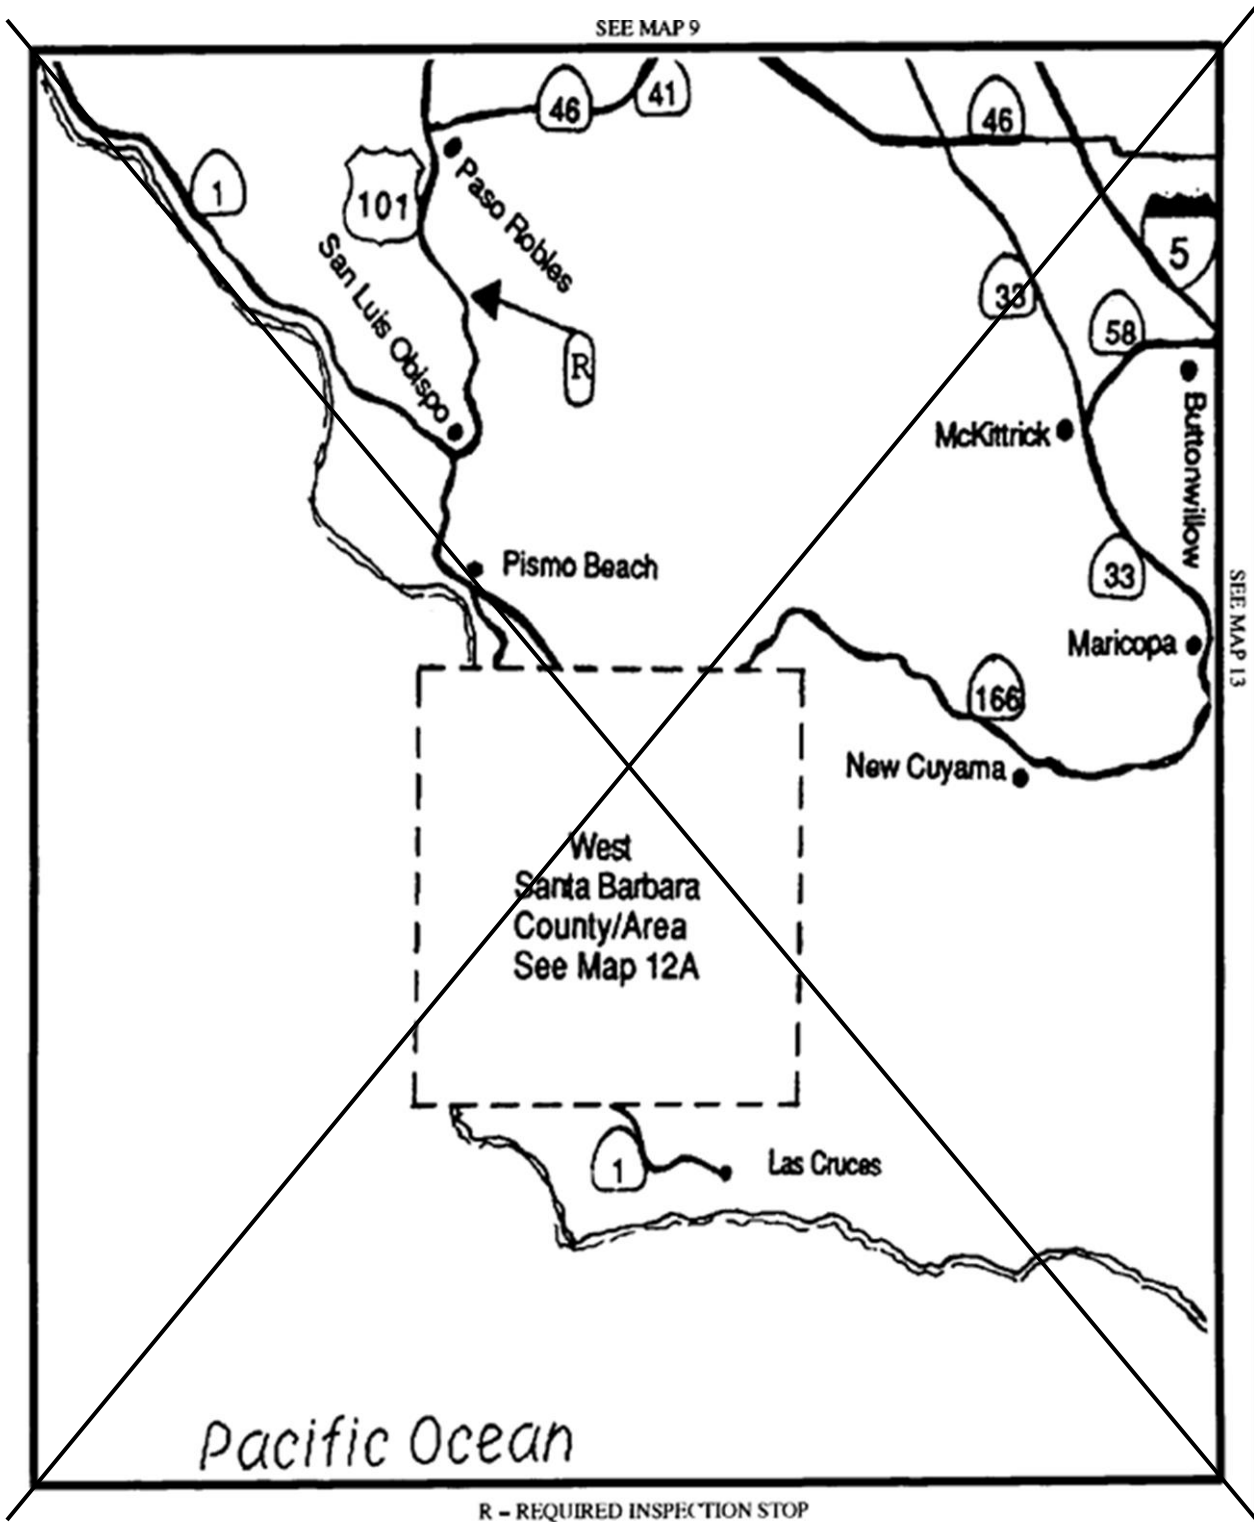 SEE MAP 9
46
41
46
1
101
Paso Robles
5
San Luis Obispo
33
58
R
McKittrick
Buttonwillow
Pismo Beach
33
SEE MAP 13
Maricopa
166
New Cuyama
West
Santa Barbara
County/Area
See Map 12A
1
Las Cruces
Pacific Ocean
R – REQUIRED INSPECTION STOP